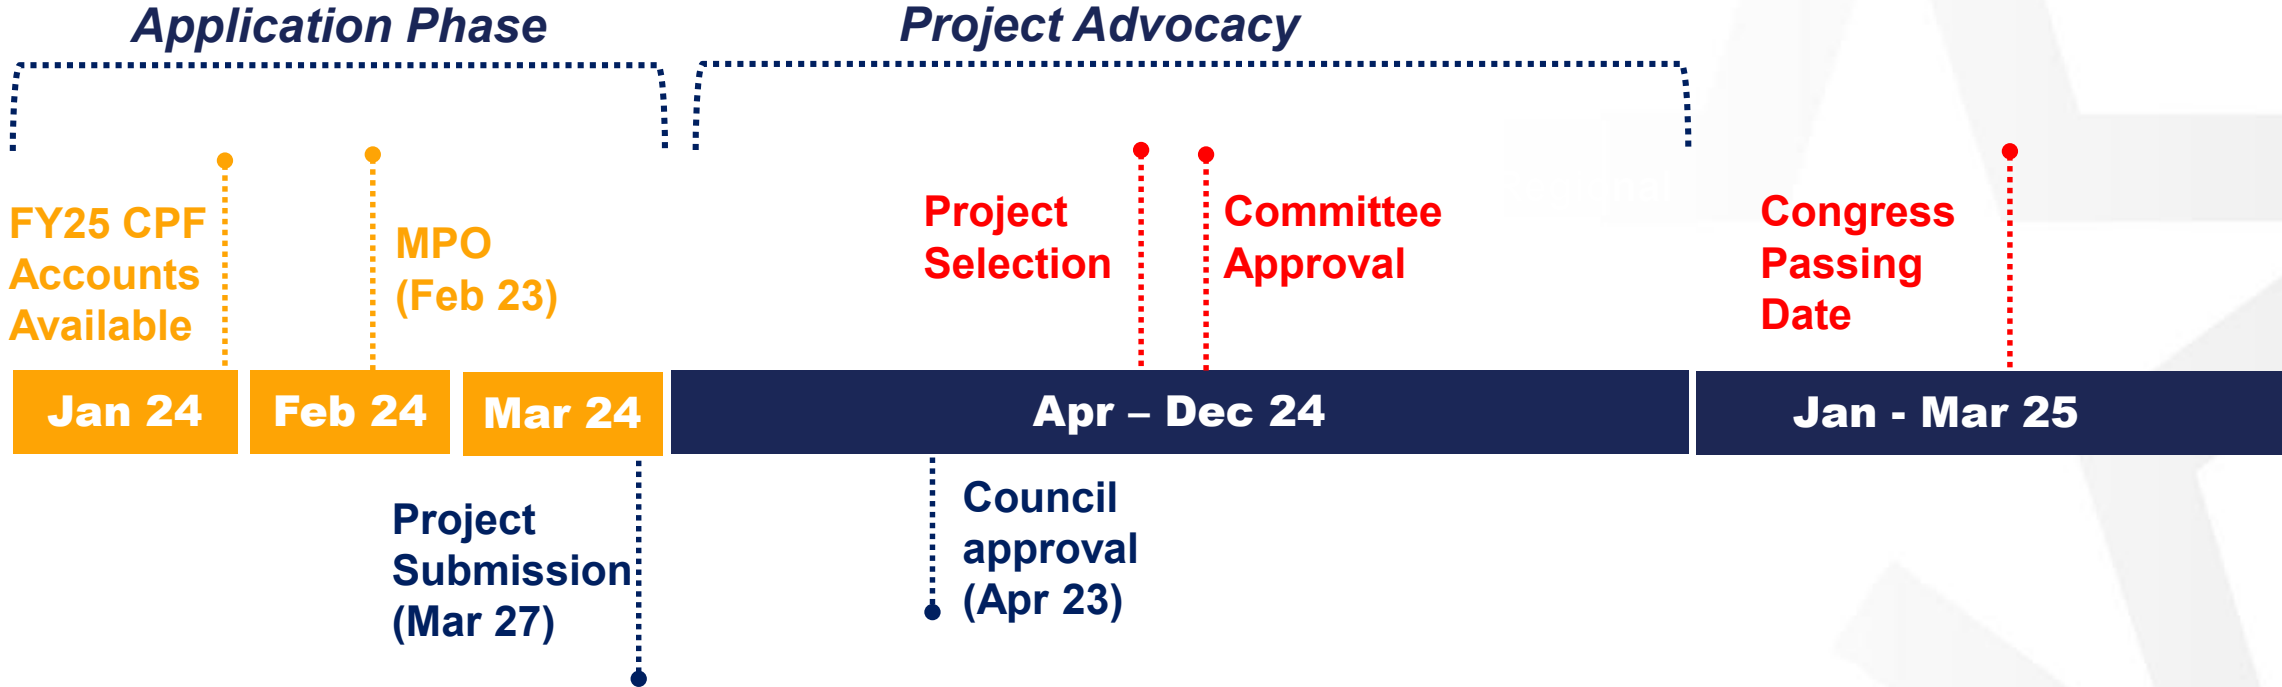 Application Phase
Project Advocacy
FY25 CPF
Accounts
Available
MPO
(Feb 23)
Project
Selection
Committee
Approval
Congress
Passing
Date
Jan 24
Feb 24
Mar 24
Apr – Dec 24
Jan - Mar 25
Project
Submission
(Mar 27)
Council
approval
(Apr 23)